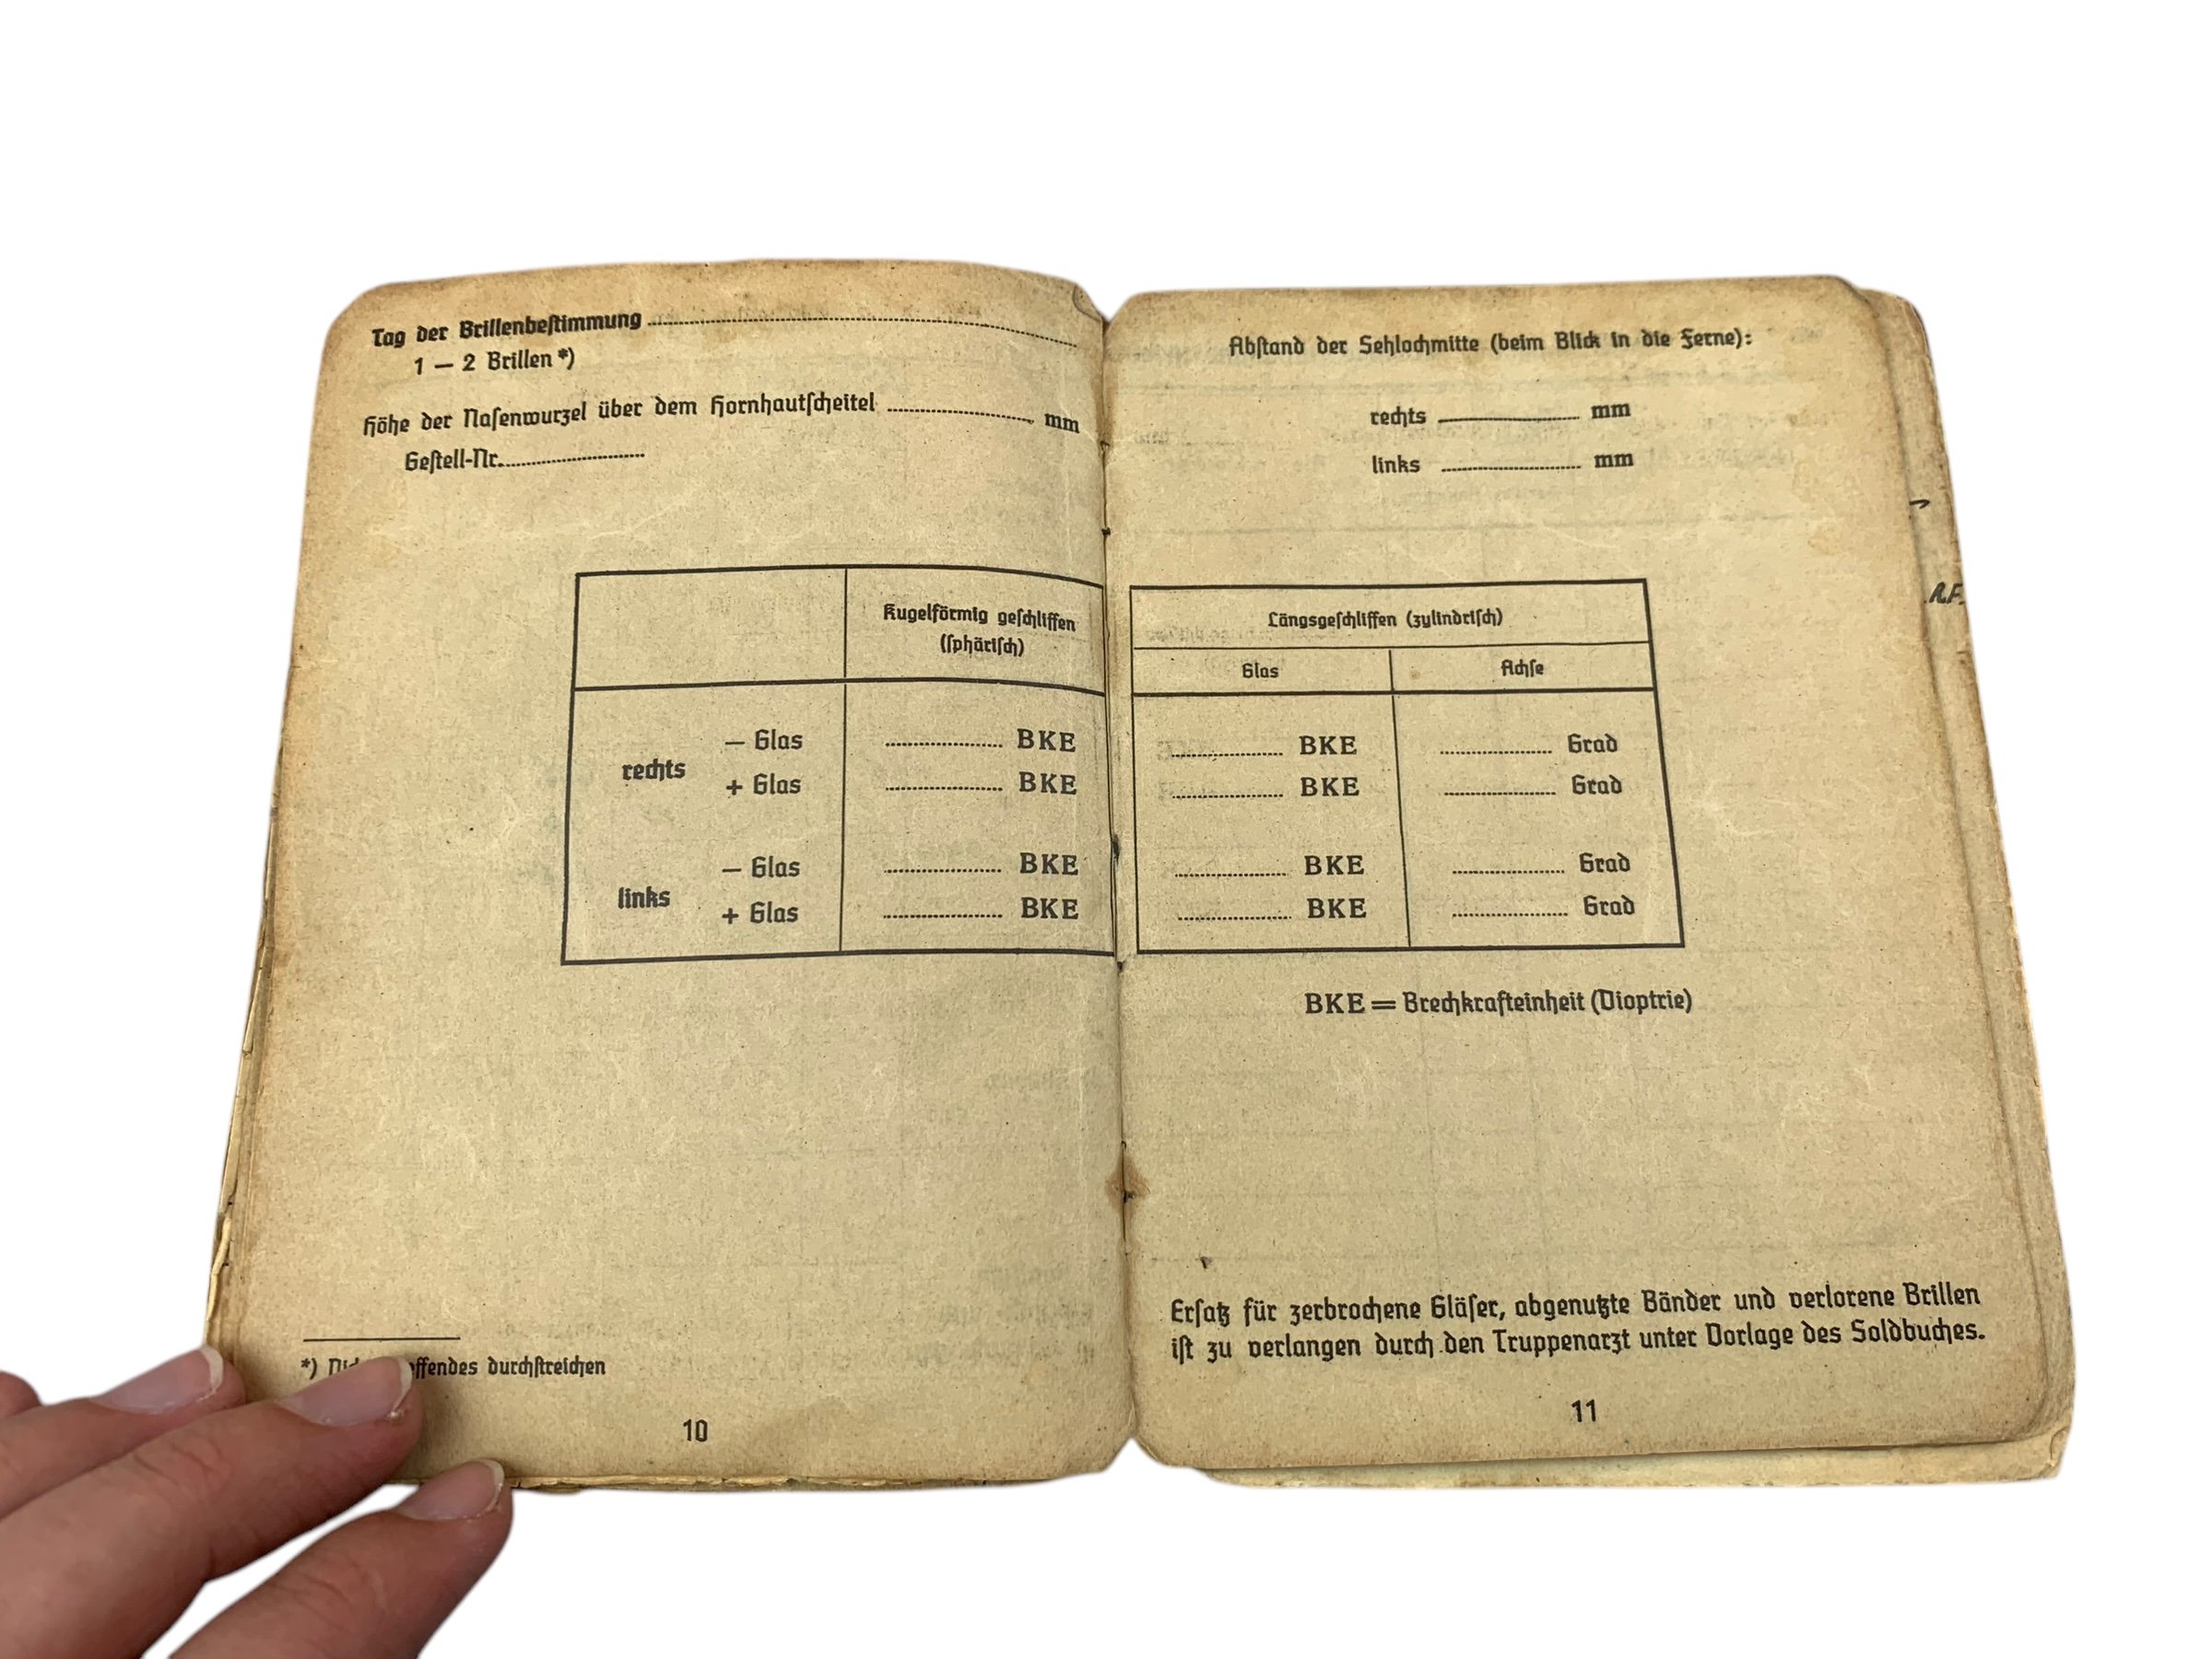 Tag der Brillenbeſtimmung
1 — 2 Brillen *)
Höhe der Naſenwurzel über dem Hornhautſcheitel mm
Geſtell-Nr.
Kugelförmig geſchliffen
(ſphäriſch)
rechts
— Glas BKE
+ Glas BKE
links
— Glas BKE
+ Glas BKE
*) durchſtreichen
10
Abſtand der Sehlochmitte (beim Blick in die Ferne):
rechts mm
links mm
Längsgeſchliffen (zylindriſch)
Glas Achſe
BKE Grad
BKE Grad
BKE Grad
BKE Grad
BKE = Brechkrafteinheit (Dioptrie)
Erſatz für zerbrochene Gläſer, abgenutzte Bänder und verlorene Brillen
iſt zu verlangen durch den Truppenarzt unter Vorlage des Soldbuches.
11
R.F.